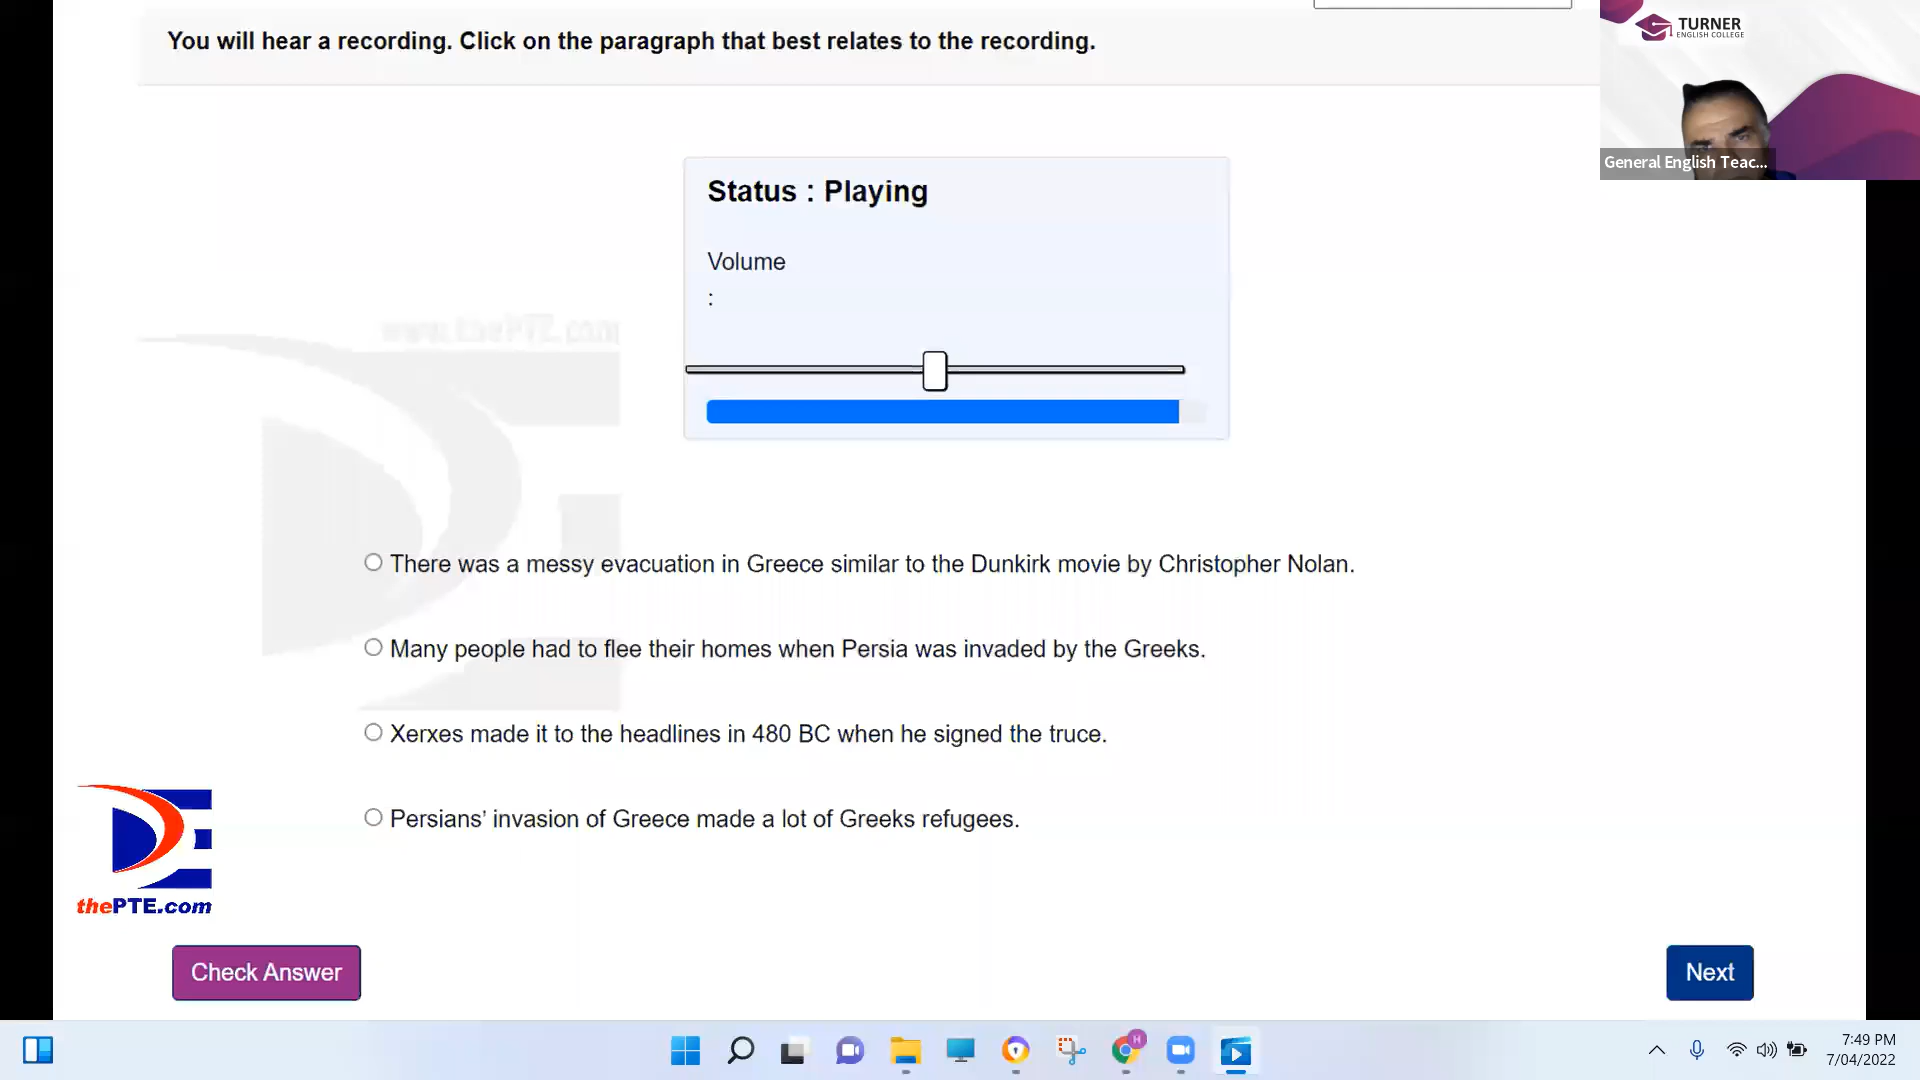 You will hear a recording. Click on the paragraph that best relates to the recording.
TURNER
ENGLISH COLLEGE
General English Teac...
Status : Playing
Volume
:
www.thePTE.com
There was a messy evacuation in Greece similar to the Dunkirk movie by Christopher Nolan.
Many people had to flee their homes when Persia was invaded by the Greeks.
Xerxes made it to the headlines in 480 BC when he signed the truce.
Persians’ invasion of Greece made a lot of Greeks refugees.
thePTE.com
Check Answer
Next
H
7:49 PM
7/04/2022